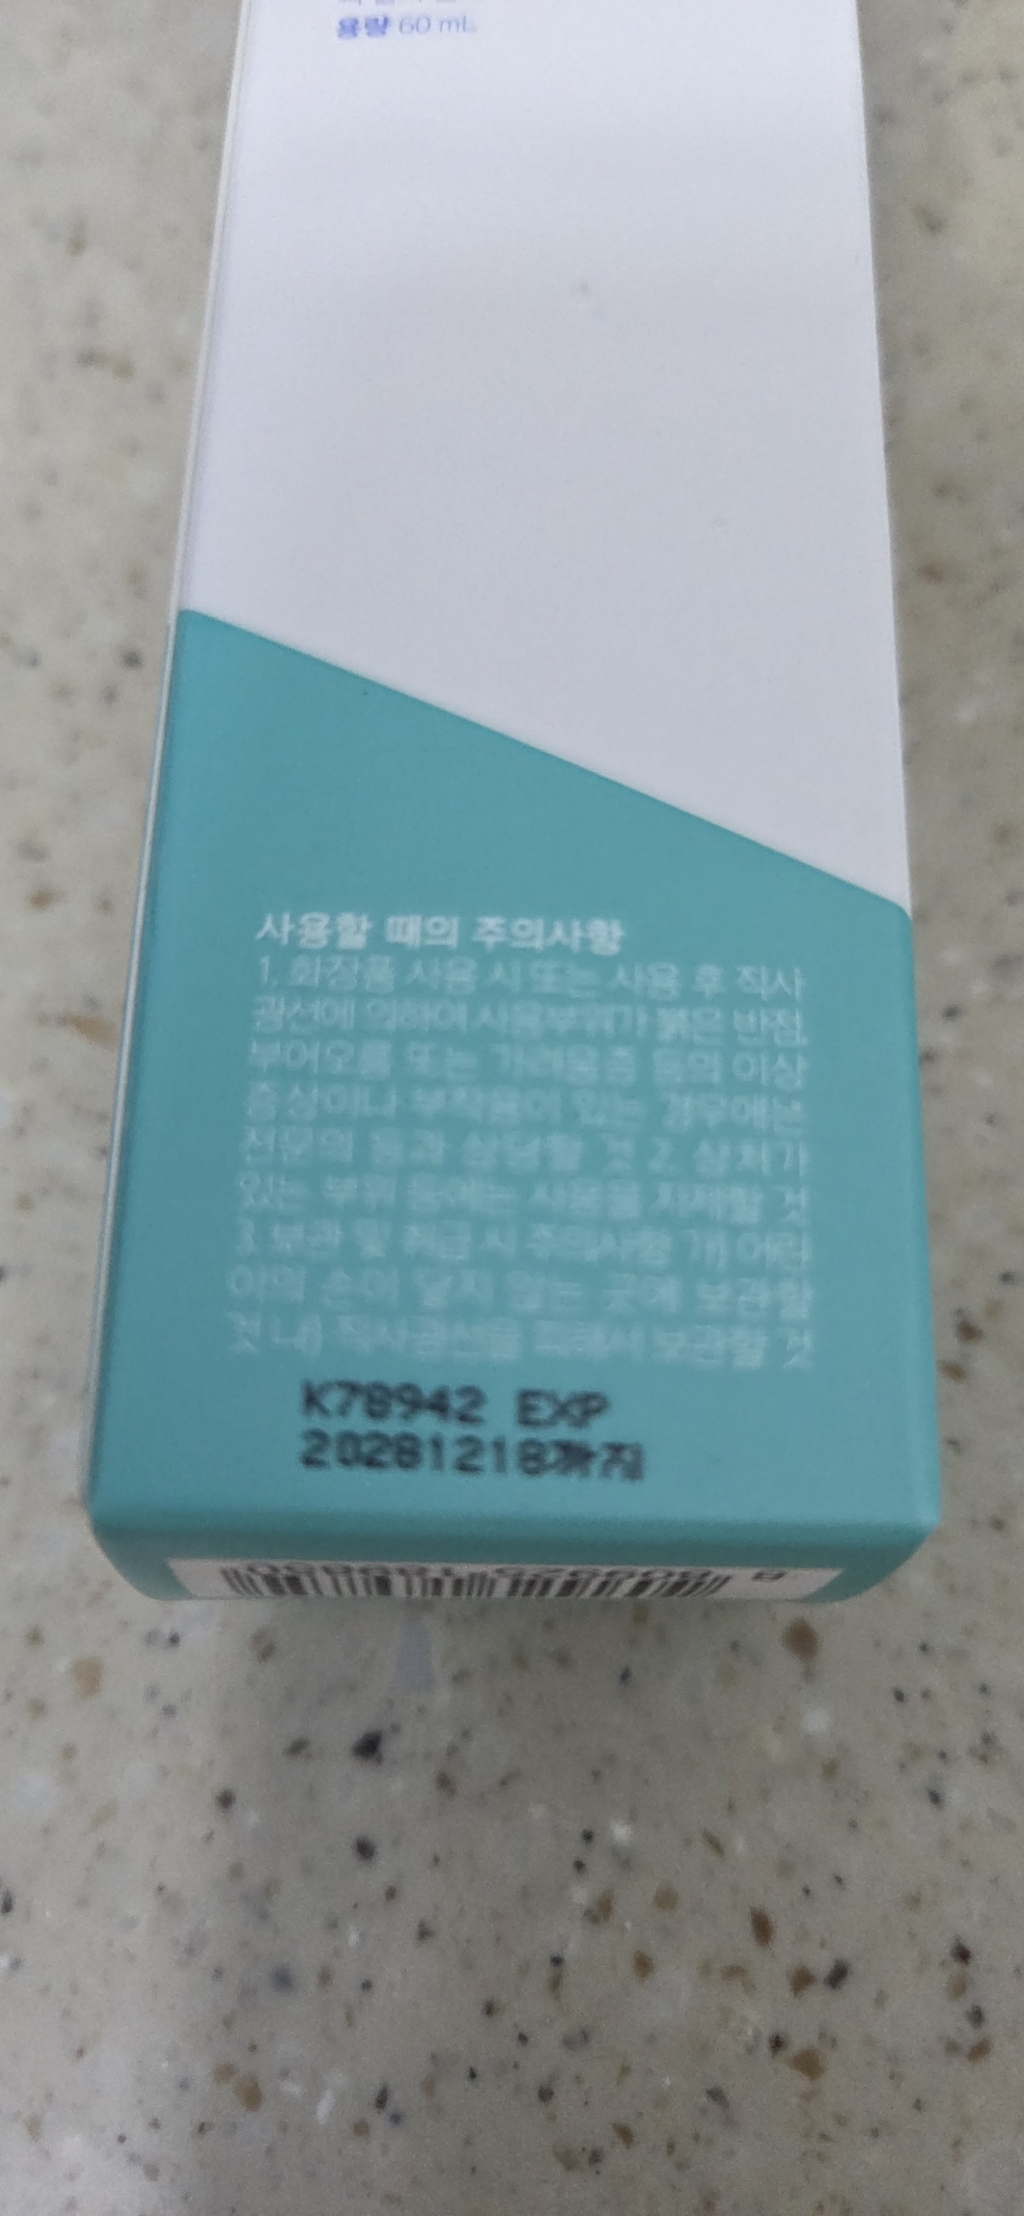 용량 60 mL
사용할 때의 주의사항
1. 화장품 사용 시 또는 사용 후 직사
광선에 의하여 사용부위가 붉은 반점,
부어오름 또는 가려움증 등의 이상
증상이나 부작용이 있는 경우에는
전문의 등과 상담할 것 2. 상처가
있는 부위 등에는 사용을 자제할 것
3. 보관 및 취급 시 주의사항 가) 어린
이의 손이 닿지 않는 곳에 보관할
것 나) 직사광선을 피해서 보관할 것
K78942 EXP
20281218까지